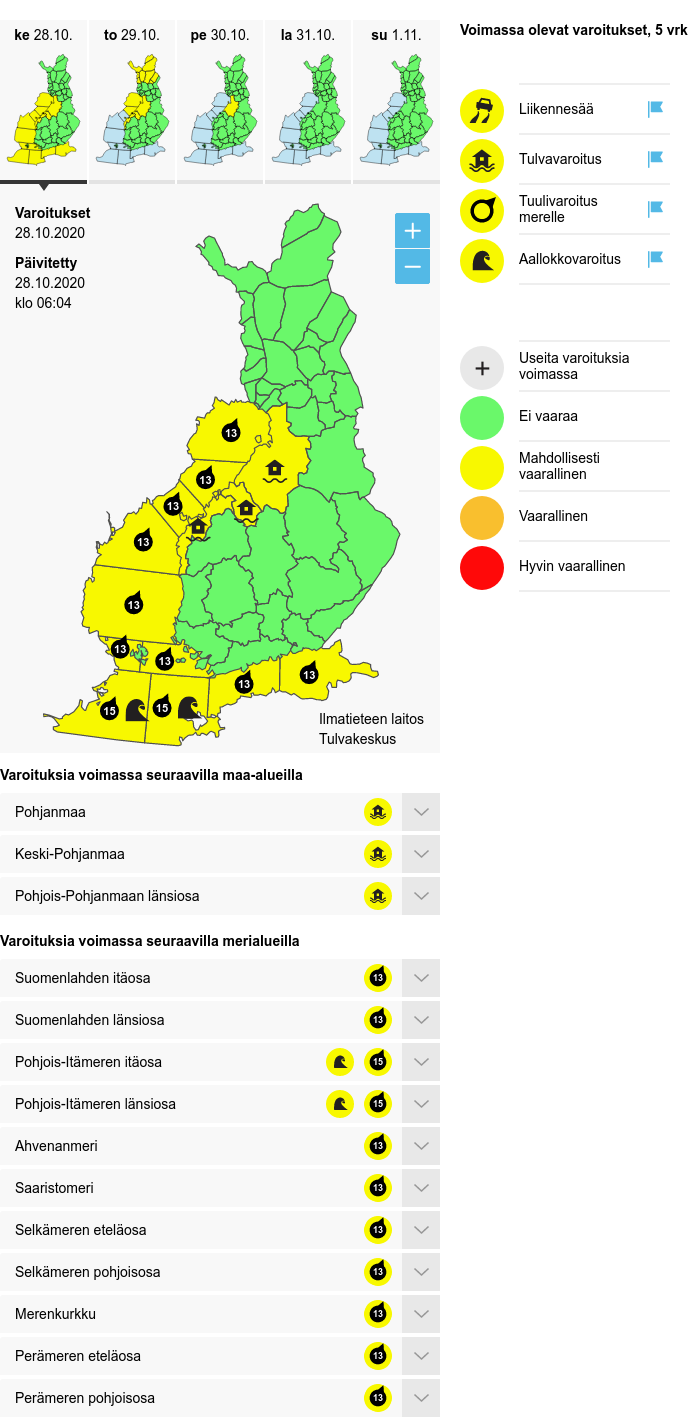 ke 28.10.
to 29.10.
pe 30.10.
la 31.10.
su 1.11.
Varoitukset
28.10.2020
Päivitetty
28.10.2020
klo 06:04
13
13
13
13
13
13
13
13
13
15
15
Ilmatieteen laitos
Tulvakeskus
Voimassa olevat varoitukset, 5 vrk
Liikennesää
Tulvavaroitus
Tuulivaroitus
merelle
Aallokkovaroitus
Useita varoituksia
voimassa
Ei vaaraa
Mahdollisesti
vaarallinen
Vaarallinen
Hyvin vaarallinen
Varoituksia voimassa seuraavilla maa-alueilla
Pohjanmaa
Keski-Pohjanmaa
Pohjois-Pohjanmaan länsiosa
Varoituksia voimassa seuraavilla merialueilla
Suomenlahden itäosa 13
Suomenlahden länsiosa 13
Pohjois-Itämeren itäosa 15
Pohjois-Itämeren länsiosa 15
Ahvenanmeri 13
Saaristomeri 13
Selkämeren eteläosa 13
Selkämeren pohjoisosa 13
Merenkurkku 13
Perämeren eteläosa 13
Perämeren pohjoisosa 13